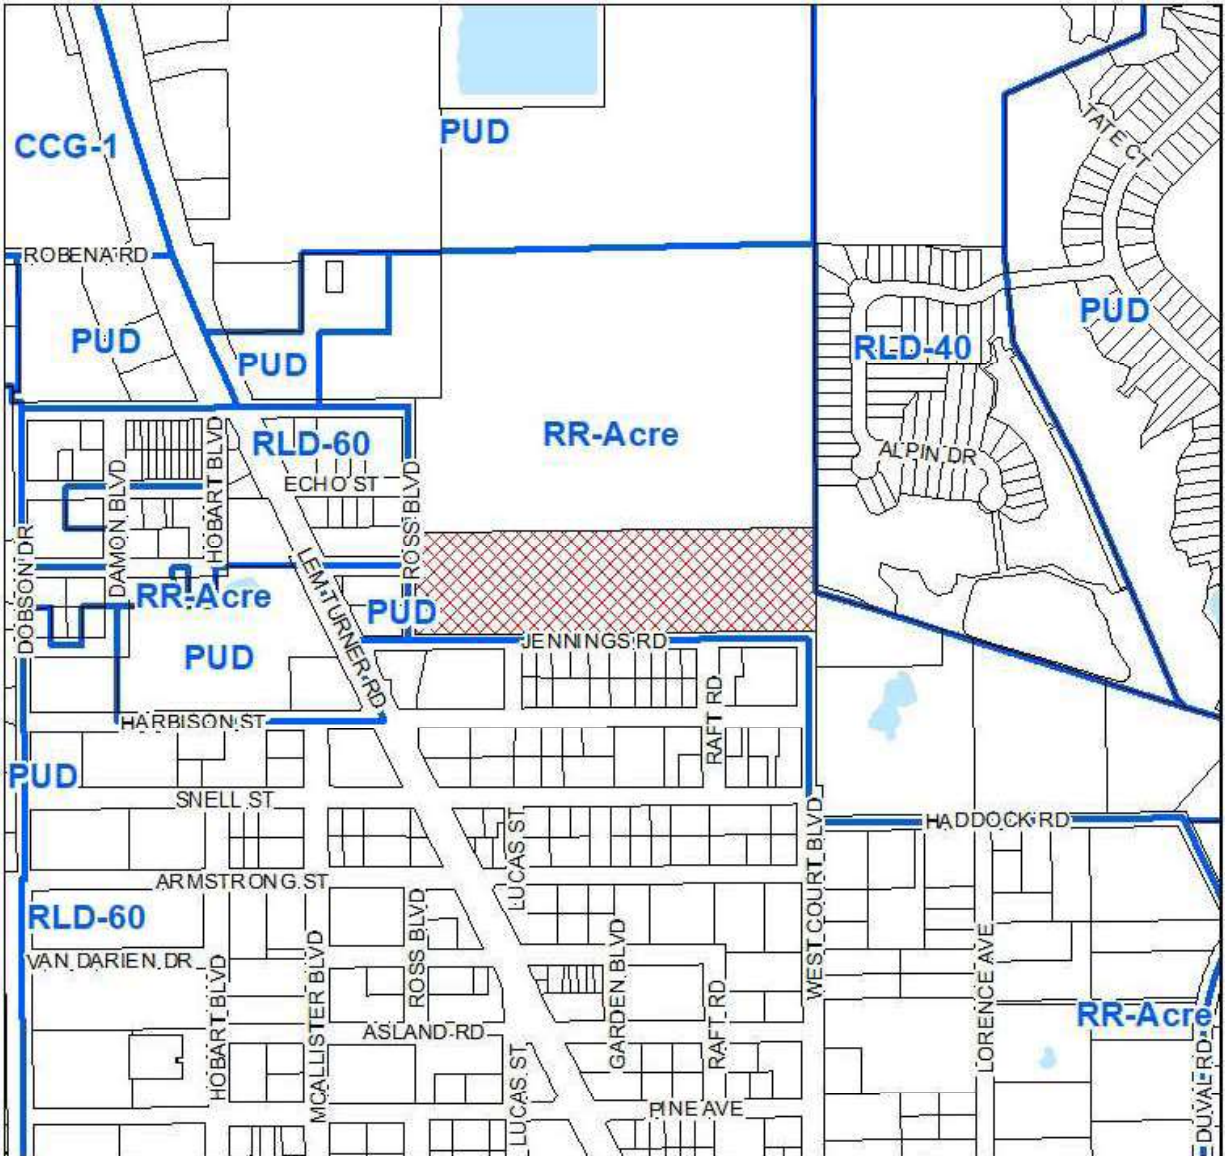 TATE CT
PUD
CCG-1
ROBENA RD
PUD
PUD
PUD
RLD-40
RR-Acre
RLD-60
ALPIN DR
ECHO ST
HOBART BLVD
DAMON BLVD
ROSS BLVD
DOBSON DR
LEM TURNER RD
RR-Acre
PUD
JENNINGS RD
PUD
RAFT RD
HARBISON ST
PUD
SNELL ST
HADDOCK RD
LUCAS ST
WEST COURT BLVD
ARMSTRONG ST
RLD-60
ROSS BLVD
VAN DARIEN DR
HOBART BLVD
MCALLISTER BLVD
GARDEN BLVD
RAFT RD
LORENCE AVE
RR-Acre
ASLAND RD
LUCAS ST
DUVAL RD
PINE AVE